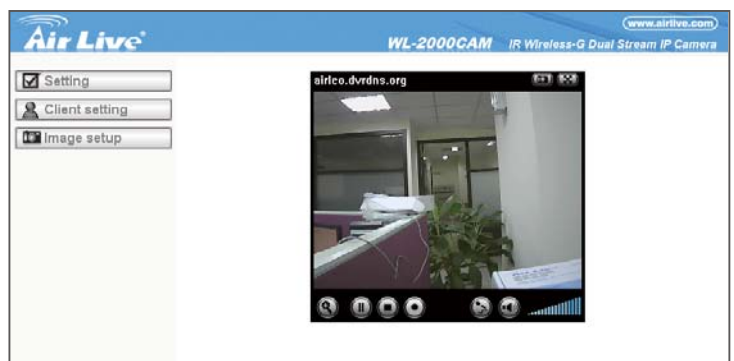 Air Live
(www.airlive.com)
WL-2000CAM IR Wireless-G Dual Stream IP Camera
Setting
Client setting
Image setup
airlco.dvrdns.org